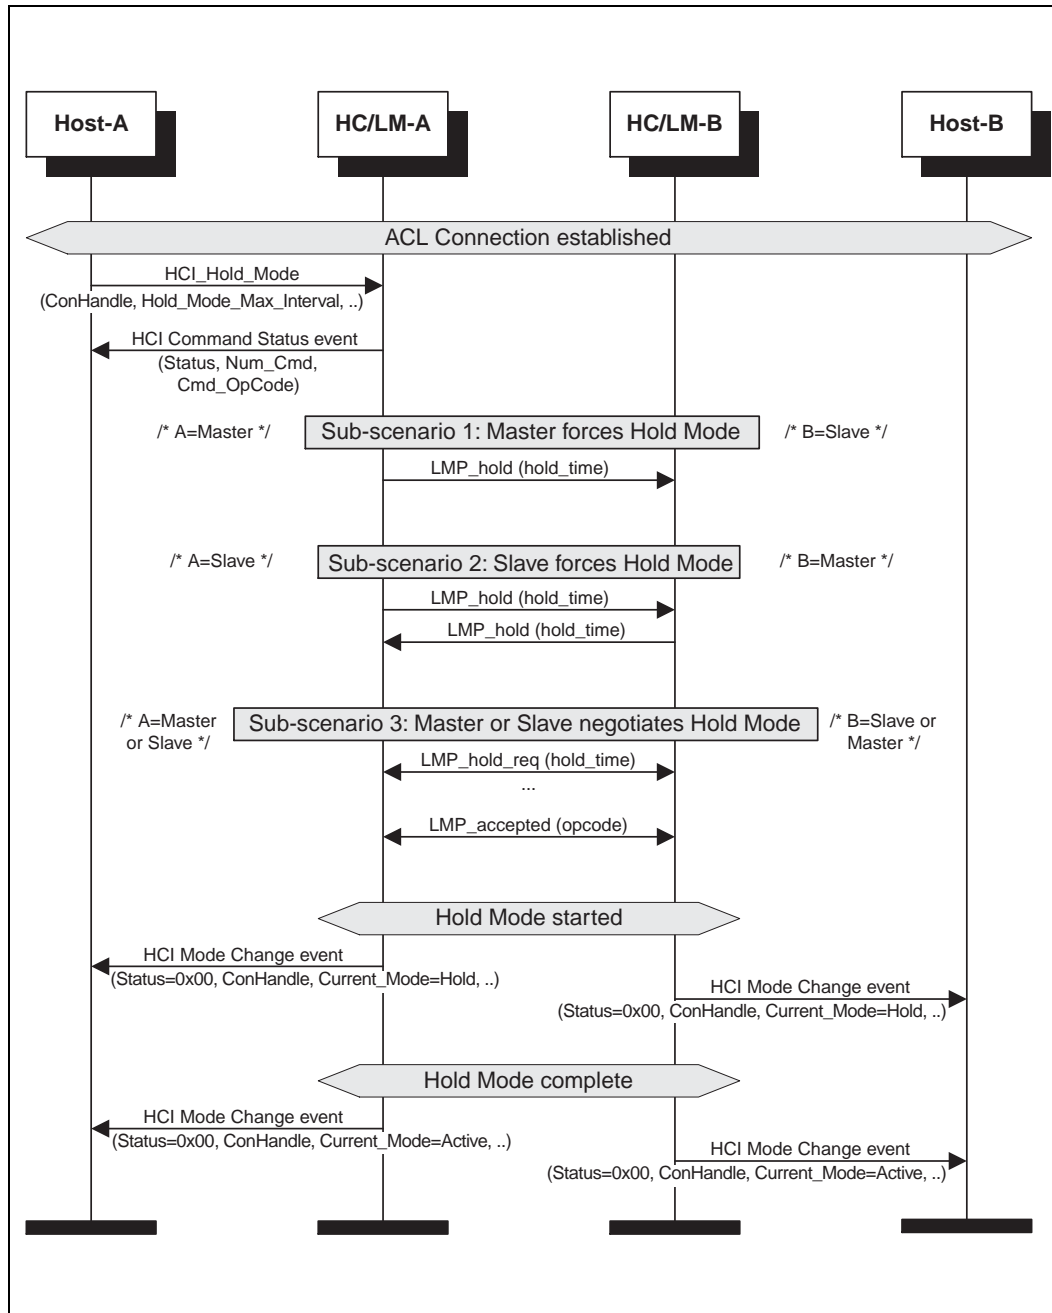 Host-A
HC/LM-A
HC/LM-B
Host-B
ACL Connection established
HCI_Hold_Mode
(ConHandle, Hold_Mode_Max_Interval, ..)
HCI Command Status event
(Status, Num_Cmd,
Cmd_OpCode)
/* A=Master */
Sub-scenario 1: Master forces Hold Mode
/* B=Slave */
LMP_hold (hold_time)
/* A=Slave */
Sub-scenario 2: Slave forces Hold Mode
/* B=Master */
LMP_hold (hold_time)
LMP_hold (hold_time)
/* A=Master
or Slave */
Sub-scenario 3: Master or Slave negotiates Hold Mode
/* B=Slave or
Master */
LMP_hold_req (hold_time)
...
LMP_accepted (opcode)
Hold Mode started
HCI Mode Change event
(Status=0x00, ConHandle, Current_Mode=Hold, ..)
HCI Mode Change event
(Status=0x00, ConHandle, Current_Mode=Hold, ..)
Hold Mode complete
HCI Mode Change event
(Status=0x00, ConHandle, Current_Mode=Active, ..)
HCI Mode Change event
(Status=0x00, ConHandle, Current_Mode=Active, ..)